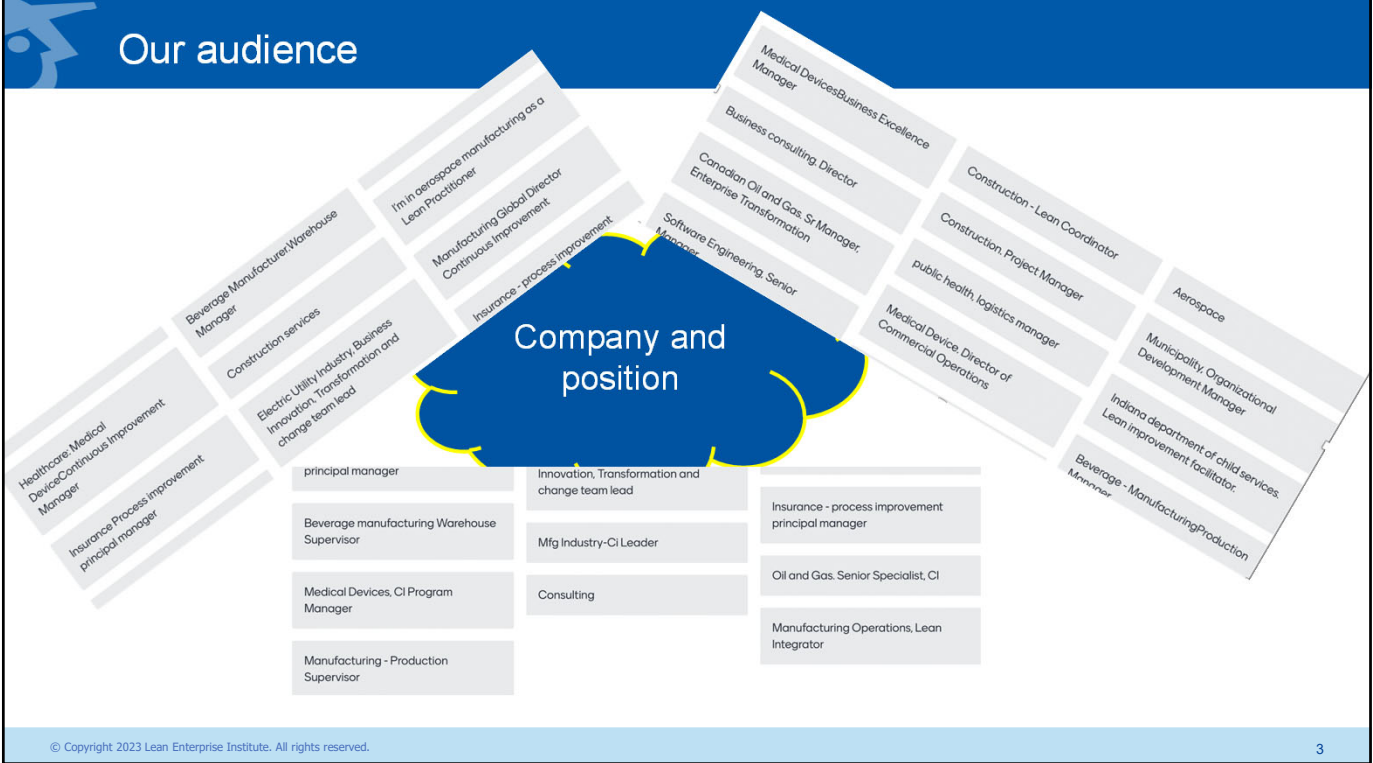 Our audience
Healthcare: Medical
DeviceContinuous Improvement
Manager
Insurance Process improvement
principal manager
Beverage ManufacturerWarehouse
Manager
Construction services
Electric Utility Industry, Business
Innovation, Transformation and
change team lead
I'm in aerospace manufacturing as a
Lean Practitioner
Manufacturing Global Director
Continuous Improvement
Insurance - process improvement
Medical DevicesBusiness Excellence
Manager
Business consulting. Director
Canadian Oil and Gas, Sr Manager,
Enterprise Transformation
Software Engineering, Senior
Manager
Construction - Lean Coordinator
Construction, Project Manager
public health, logistics manager
Medical Device, Director of
Commercial Operations
Aerospace
Municipality, Organizational
Development Manager
Indiana department of child services.
Lean improvement facilitator.
Beverage - ManufacturingProduction
Manager
Company and
position
principal manager
Beverage manufacturing Warehouse
Supervisor
Medical Devices, CI Program
Manager
Manufacturing - Production
Supervisor
Innovation, Transformation and
change team lead
Mfg Industry-Ci Leader
Consulting
Insurance - process improvement
principal manager
Oil and Gas. Senior Specialist, CI
Manufacturing Operations, Lean
Integrator
© Copyright 2023 Lean Enterprise Institute. All rights reserved.
3